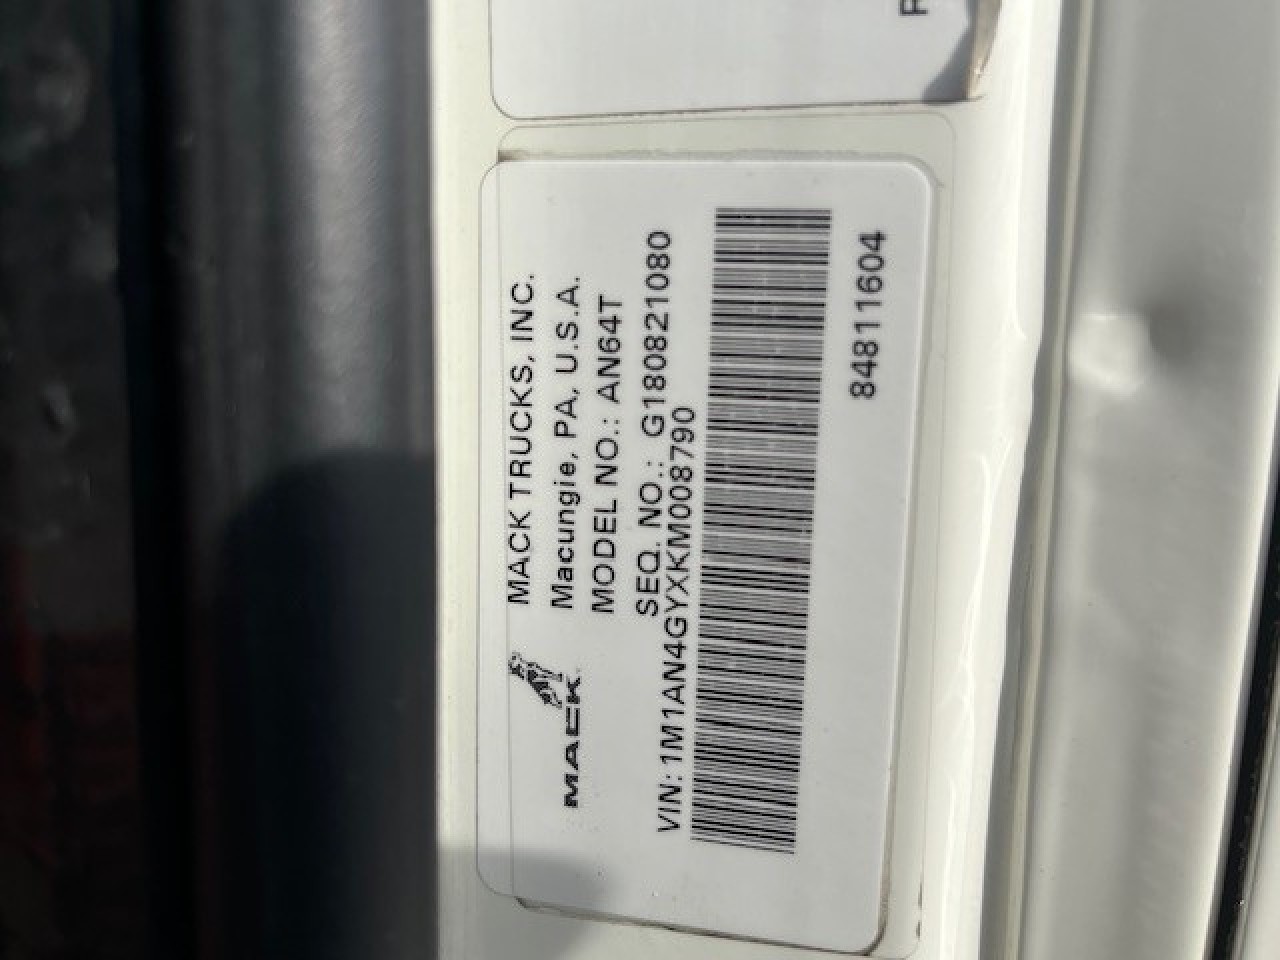 MACK
MACK TRUCKS, INC.
Macungie, PA, U.S.A.
MODEL NO.: AN64T
SEQ. NO.: G180821080
VIN: 1M1AN4GYXKM008790
84811604